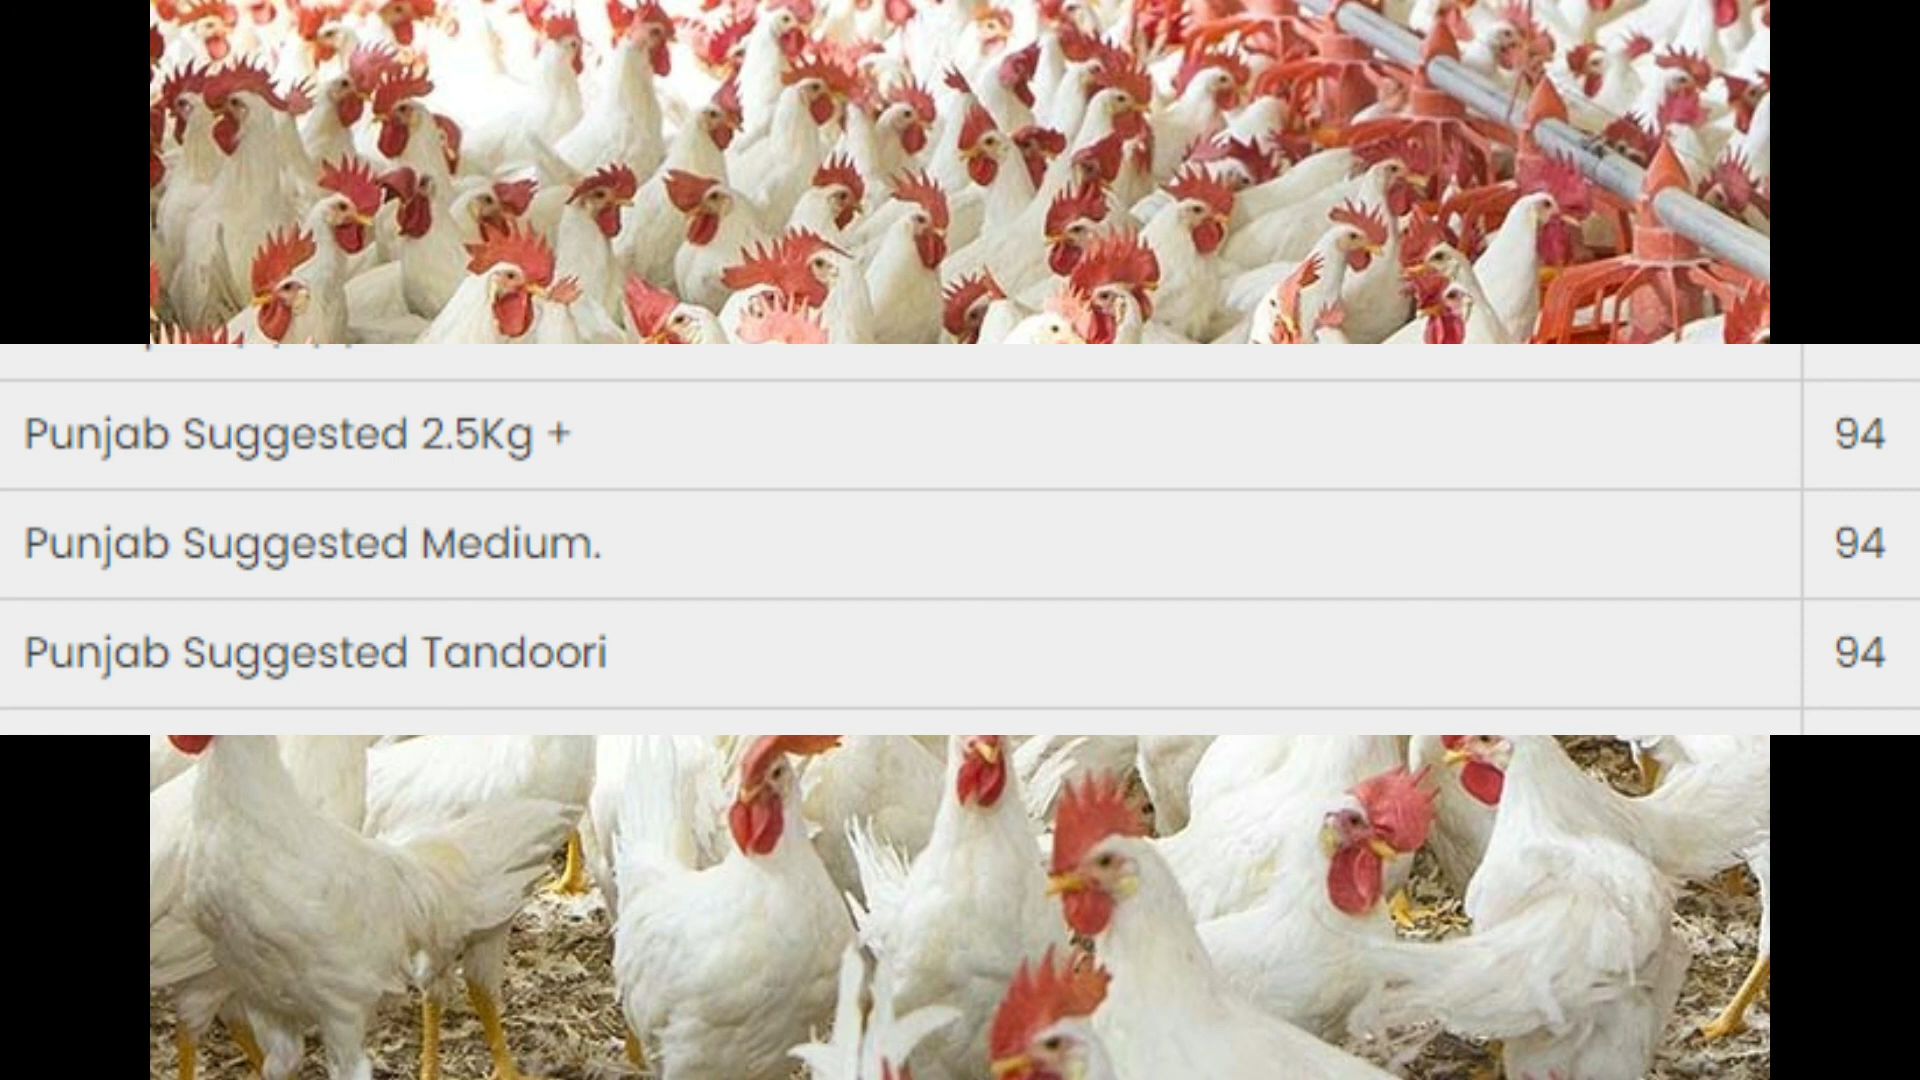 Punjab Suggested 2.5Kg + 94
Punjab Suggested Medium. 94
Punjab Suggested Tandoori 94